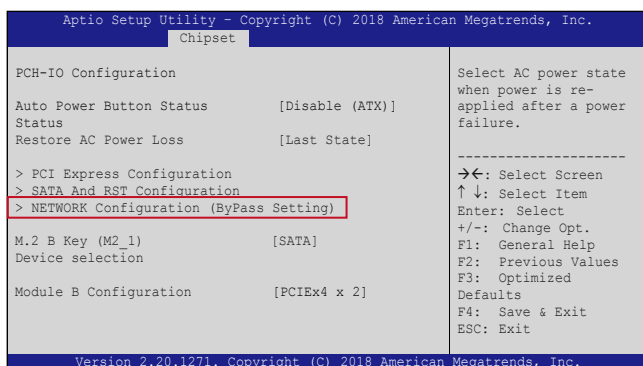 Aptio Setup Utility – Copyright (C) 2018 American Megatrends, Inc.
Chipset
PCH-IO Configuration
Auto Power Button Status [Disable (ATX)]
Status
Restore AC Power Loss [Last State]
> PCI Express Configuration
> SATA And RST Configuration
> NETWORK Configuration (ByPass Setting)
M.2 B Key (M2_1) [SATA]
Device selection
Module B Configuration [PCIEx4 x 2]
Select AC power state
when power is re-
applied after a power
failure.
---------------------
→←: Select Screen
↑ ↓: Select Item
Enter: Select
+/-: Change Opt.
F1: General Help
F2: Previous Values
F3: Optimized
Defaults
F4: Save & Exit
ESC: Exit
Version 2.20.1271. Copyright (C) 2018 American Megatrends, Inc.